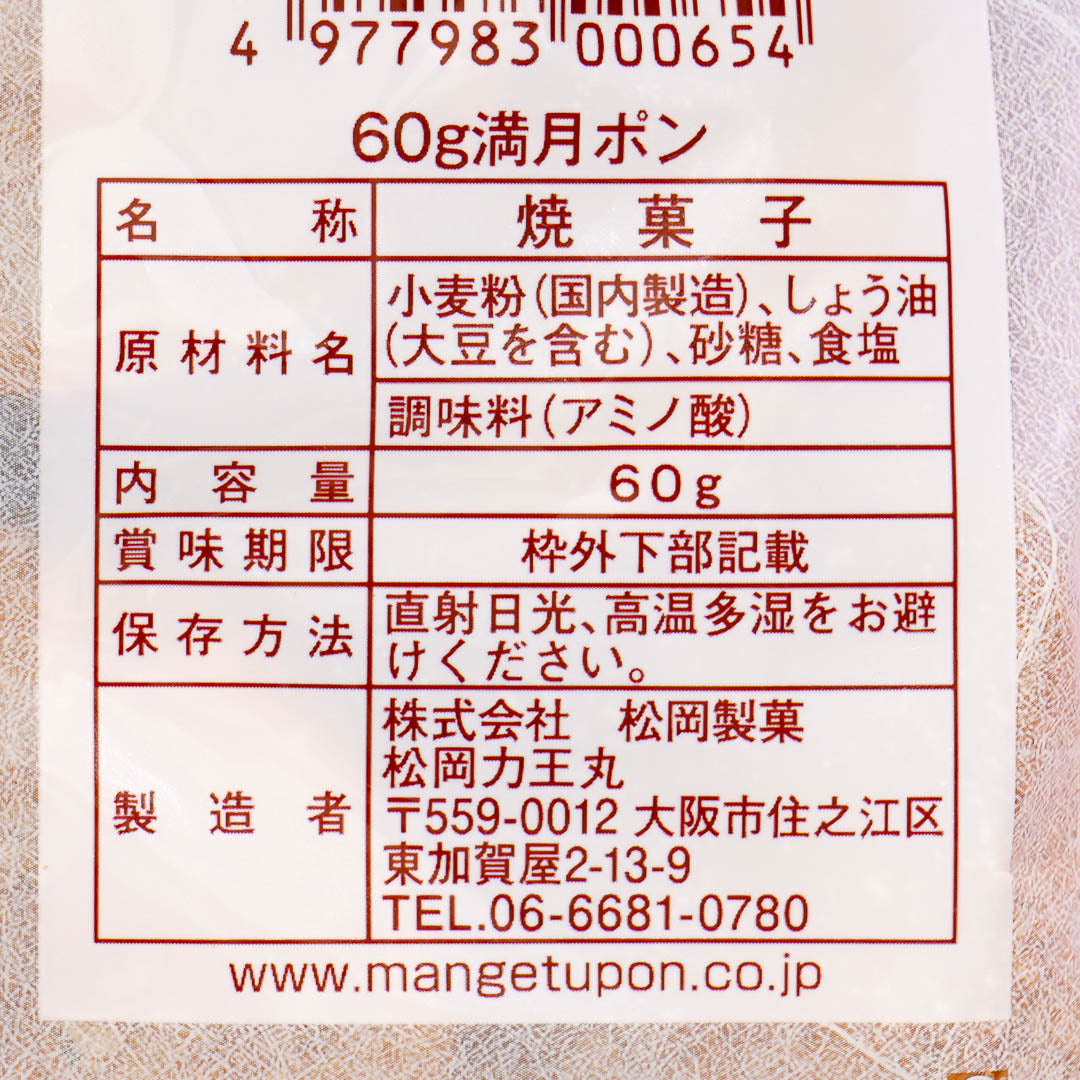 4 977983 000654
60g満月ポン
名称 焼菓子
原材料名 小麦粉(国内製造)、しょう油
(大豆を含む)、砂糖、食塩
調味料(アミノ酸)
内容量 60g
賞味期限 枠外下部記載
保存方法 直射日光、高温多湿をお避
けください。
製造者 株式会社 松岡製菓
松岡力王丸
〒559-0012 大阪市住之江区
東加賀屋2-13-9
TEL.06-6681-0780
www.mangetupon.co.jp